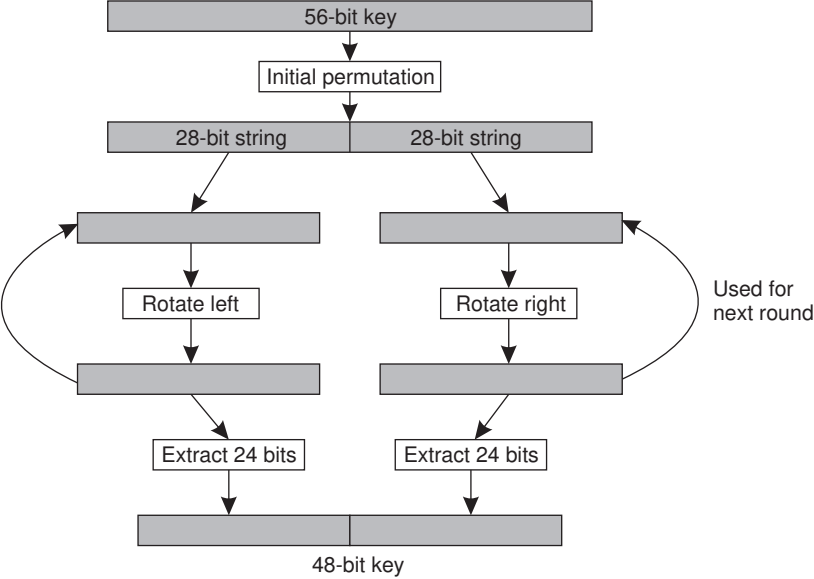 56-bit key
Initial permutation
28-bit string
28-bit string
Rotate left
Rotate right
Used for
next round
Extract 24 bits
Extract 24 bits
48-bit key